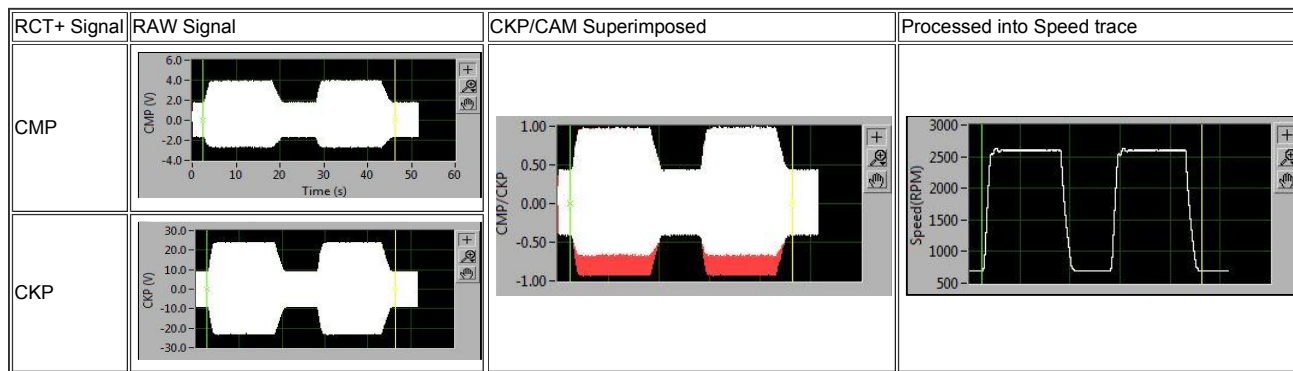 RCT+ Signal RAW Signal CKP/CAM Superimposed Processed into Speed trace
CMP
6.0
4.0
2.0
0.0
-2.0
-4.0
CMP (V)
0 10 20 30 40 50 60
Time (s)
CKP
30.0
20.0
10.0
0.0
-10.0
-20.0
-30.0
CKP (V)
1.00
0.50
0.00
-0.50
-1.00
CMP/CKP
3000
2500
2000
1500
1000
500
Speed(RPM)